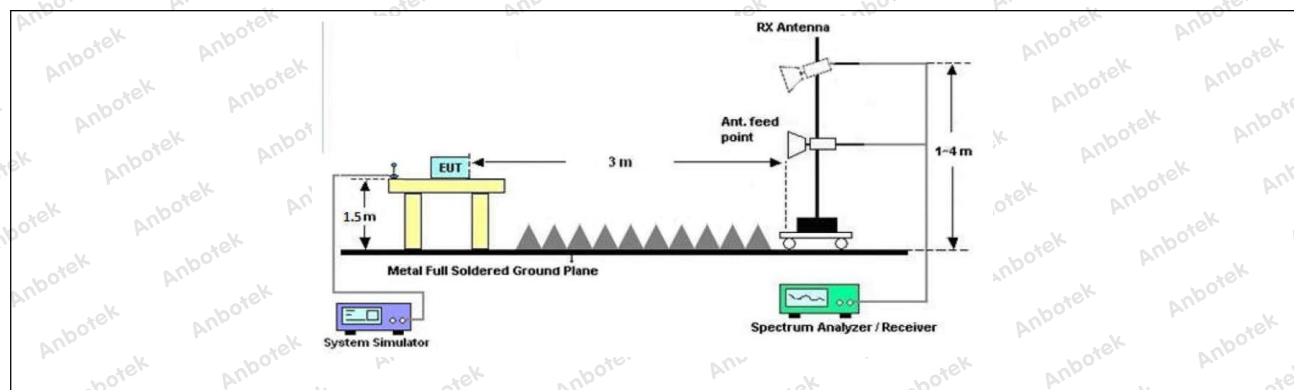 RX Antenna
Ant. feed
point
EUT
3 m
1~4 m
1.5 m
Metal Full Soldered Ground Plane
System Simulator
Spectrum Analyzer / Receiver
Anbotek